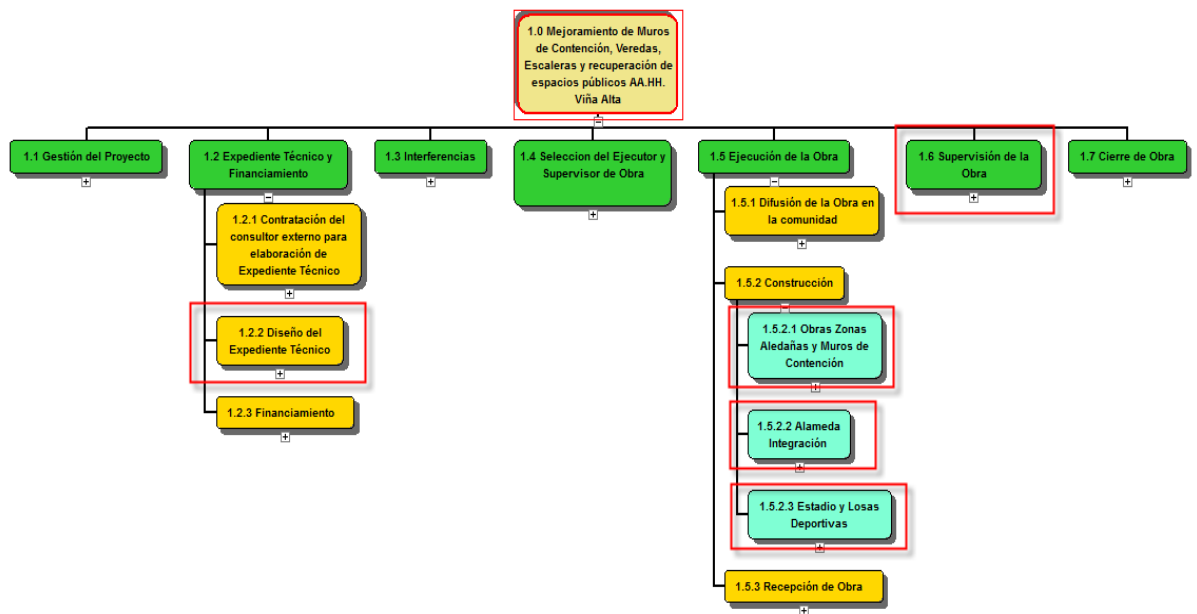 1.0 Mejoramiento de Muros
de Contención, Veredas,
Escaleras y recuperación de
espacios públicos AA.HH.
Viña Alta
1.1 Gestión del Proyecto
1.2 Expediente Técnico y
Financiamiento
1.3 Interferencias
1.4 Seleccion del Ejecutor y
Supervisor de Obra
1.5 Ejecución de la Obra
1.6 Supervisión de la
Obra
1.7 Cierre de Obra
1.2.1 Contratación del
consultor externo para
elaboración de
Expediente Técnico
1.2.2 Diseño del
Expediente Técnico
1.2.3 Financiamiento
1.5.1 Difusión de la Obra en
la comunidad
1.5.2 Construcción
1.5.2.1 Obras Zonas
Aledañas y Muros de
Contención
1.5.2.2 Alameda
Integración
1.5.2.3 Estadio y Losas
Deportivas
1.5.3 Recepción de Obra